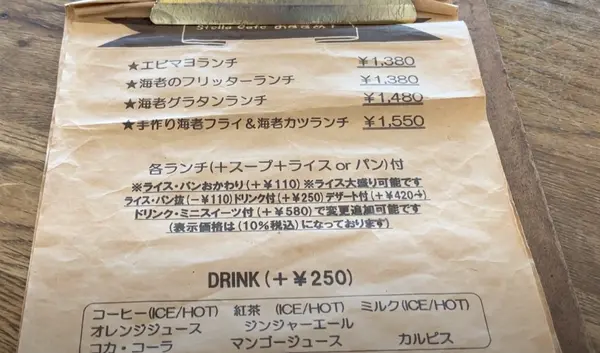 Stella Cafe おすすめ!
★エビマヨランチ ¥1,380
★海老のフリッターランチ ¥1,380
★海老グラタンランチ ¥1,480
★手作り海老フライ&海老カツランチ ¥1,550
各ランチ(+スープ+ライス or パン)付
※ライス・パンおかわり(+¥110)※ライス大盛り可能です
ライス・パン抜(-¥110)ドリンク付(+¥250)デザート付(+¥420~)
ドリンク・ミニスイーツ付(+¥580)で変更追加可能です
(表示価格は(10%税込)になっております)
DRINK(+¥250)
コーヒー(ICE/HOT) 紅茶 (ICE/HOT) ミルク(ICE/HOT)
オレンジジュース ジンジャーエール
コカ・コーラ マンゴージュース カルピス